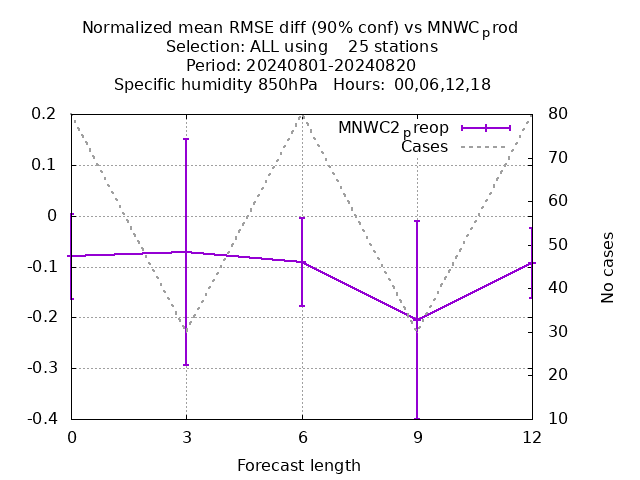 Normalized mean RMSE diff (90% conf) vs MNWCprod
Selection: ALL using 25 stations
Period: 20240801-20240820
Specific humidity 850hPa Hours: 00,06,12,18
MNWC2preop
Cases
0.2
0.1
0
-0.1
-0.2
-0.3
-0.4
80
70
60
50
40
30
20
10
No cases
0 3 6 9 12
Forecast length